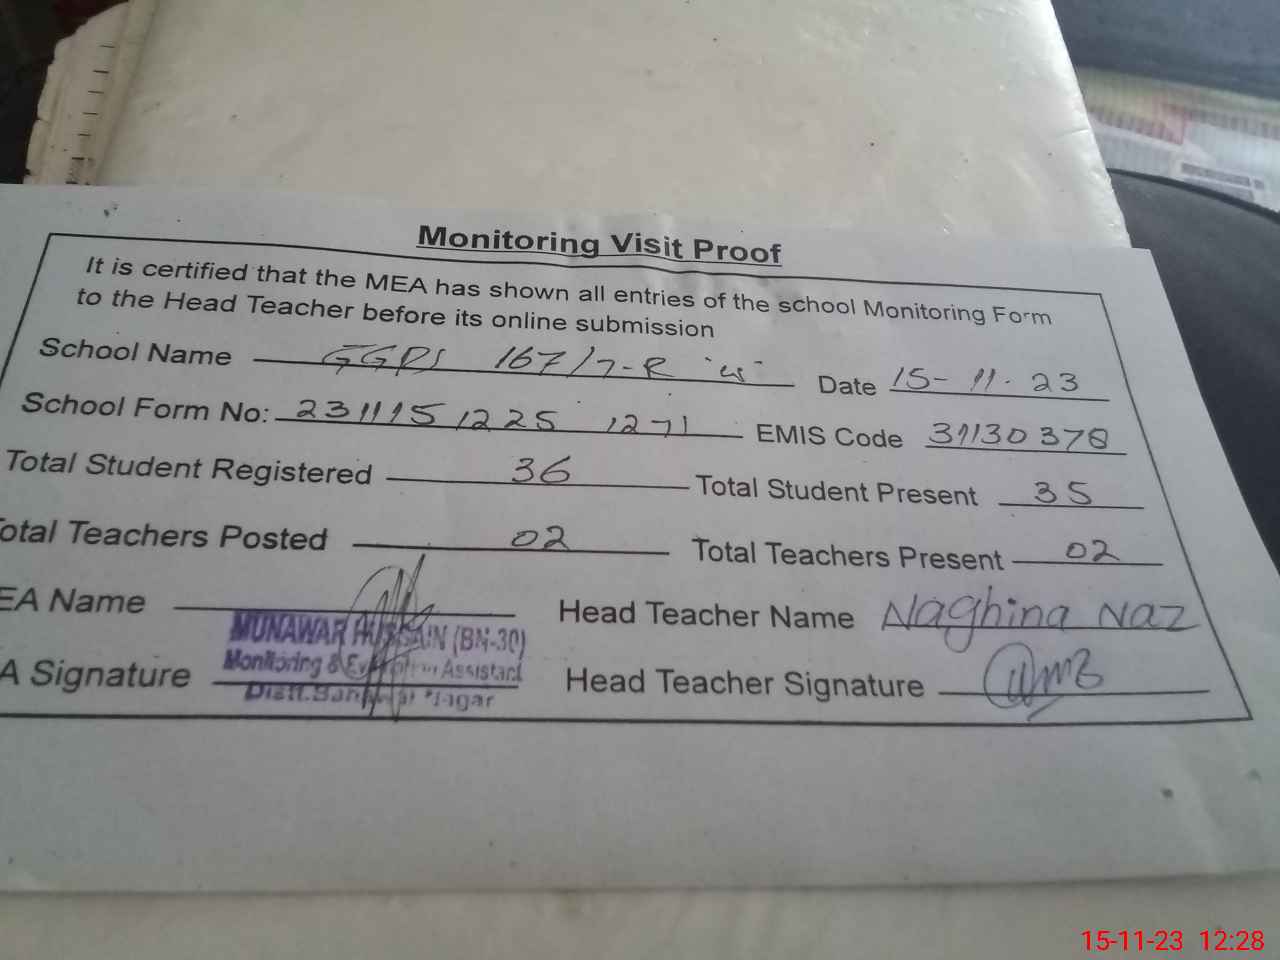 Monitoring Visit Proof
It is certified that the MEA has shown all entries of the school Monitoring Form
to the Head Teacher before its online submission
School Name GGPS 167/7-R Date 15-11-23
School Form No: 231115 1225 1271 EMIS Code 31130378
Total Student Registered 36 Total Student Present 35
otal Teachers Posted 02 Total Teachers Present 02
EA Name Head Teacher Name Naghina Naz
MUNAWAR HUSSAIN (BN-30)
Monitoring & Assistant
A Signature Head Teacher Signature
Distt. Nagar
15-11-23 12:28